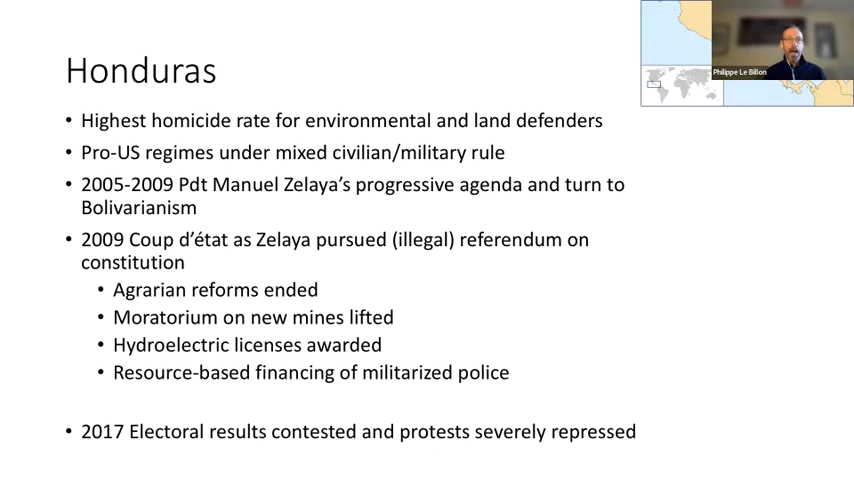 Philippe Le Billon
Honduras
• Highest homicide rate for environmental and land defenders
• Pro-US regimes under mixed civilian/military rule
• 2005-2009 Pdt Manuel Zelaya’s progressive agenda and turn to
Bolivarianism
• 2009 Coup d’état as Zelaya pursued (illegal) referendum on
constitution
• Agrarian reforms ended
• Moratorium on new mines lifted
• Hydroelectric licenses awarded
• Resource-based financing of militarized police
• 2017 Electoral results contested and protests severely repressed